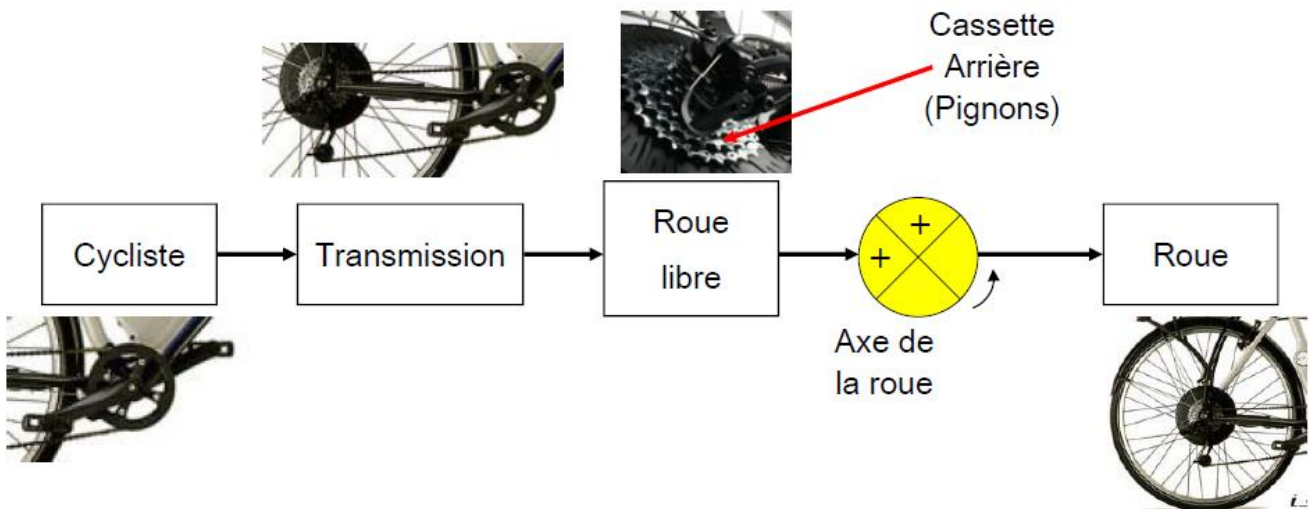 Cassette
Arrière
(Pignons)
Cycliste
Transmission
Roue
libre
+
+
Axe de
la roue
Roue